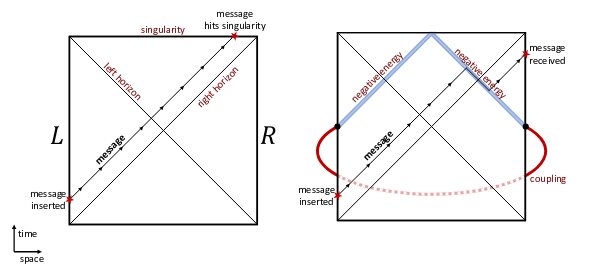 message
hits singularity
singularity
left horizon
right horizon
L
R
message
message
inserted
time
space
negative energy
negative energy
message
received
message
message
inserted
coupling